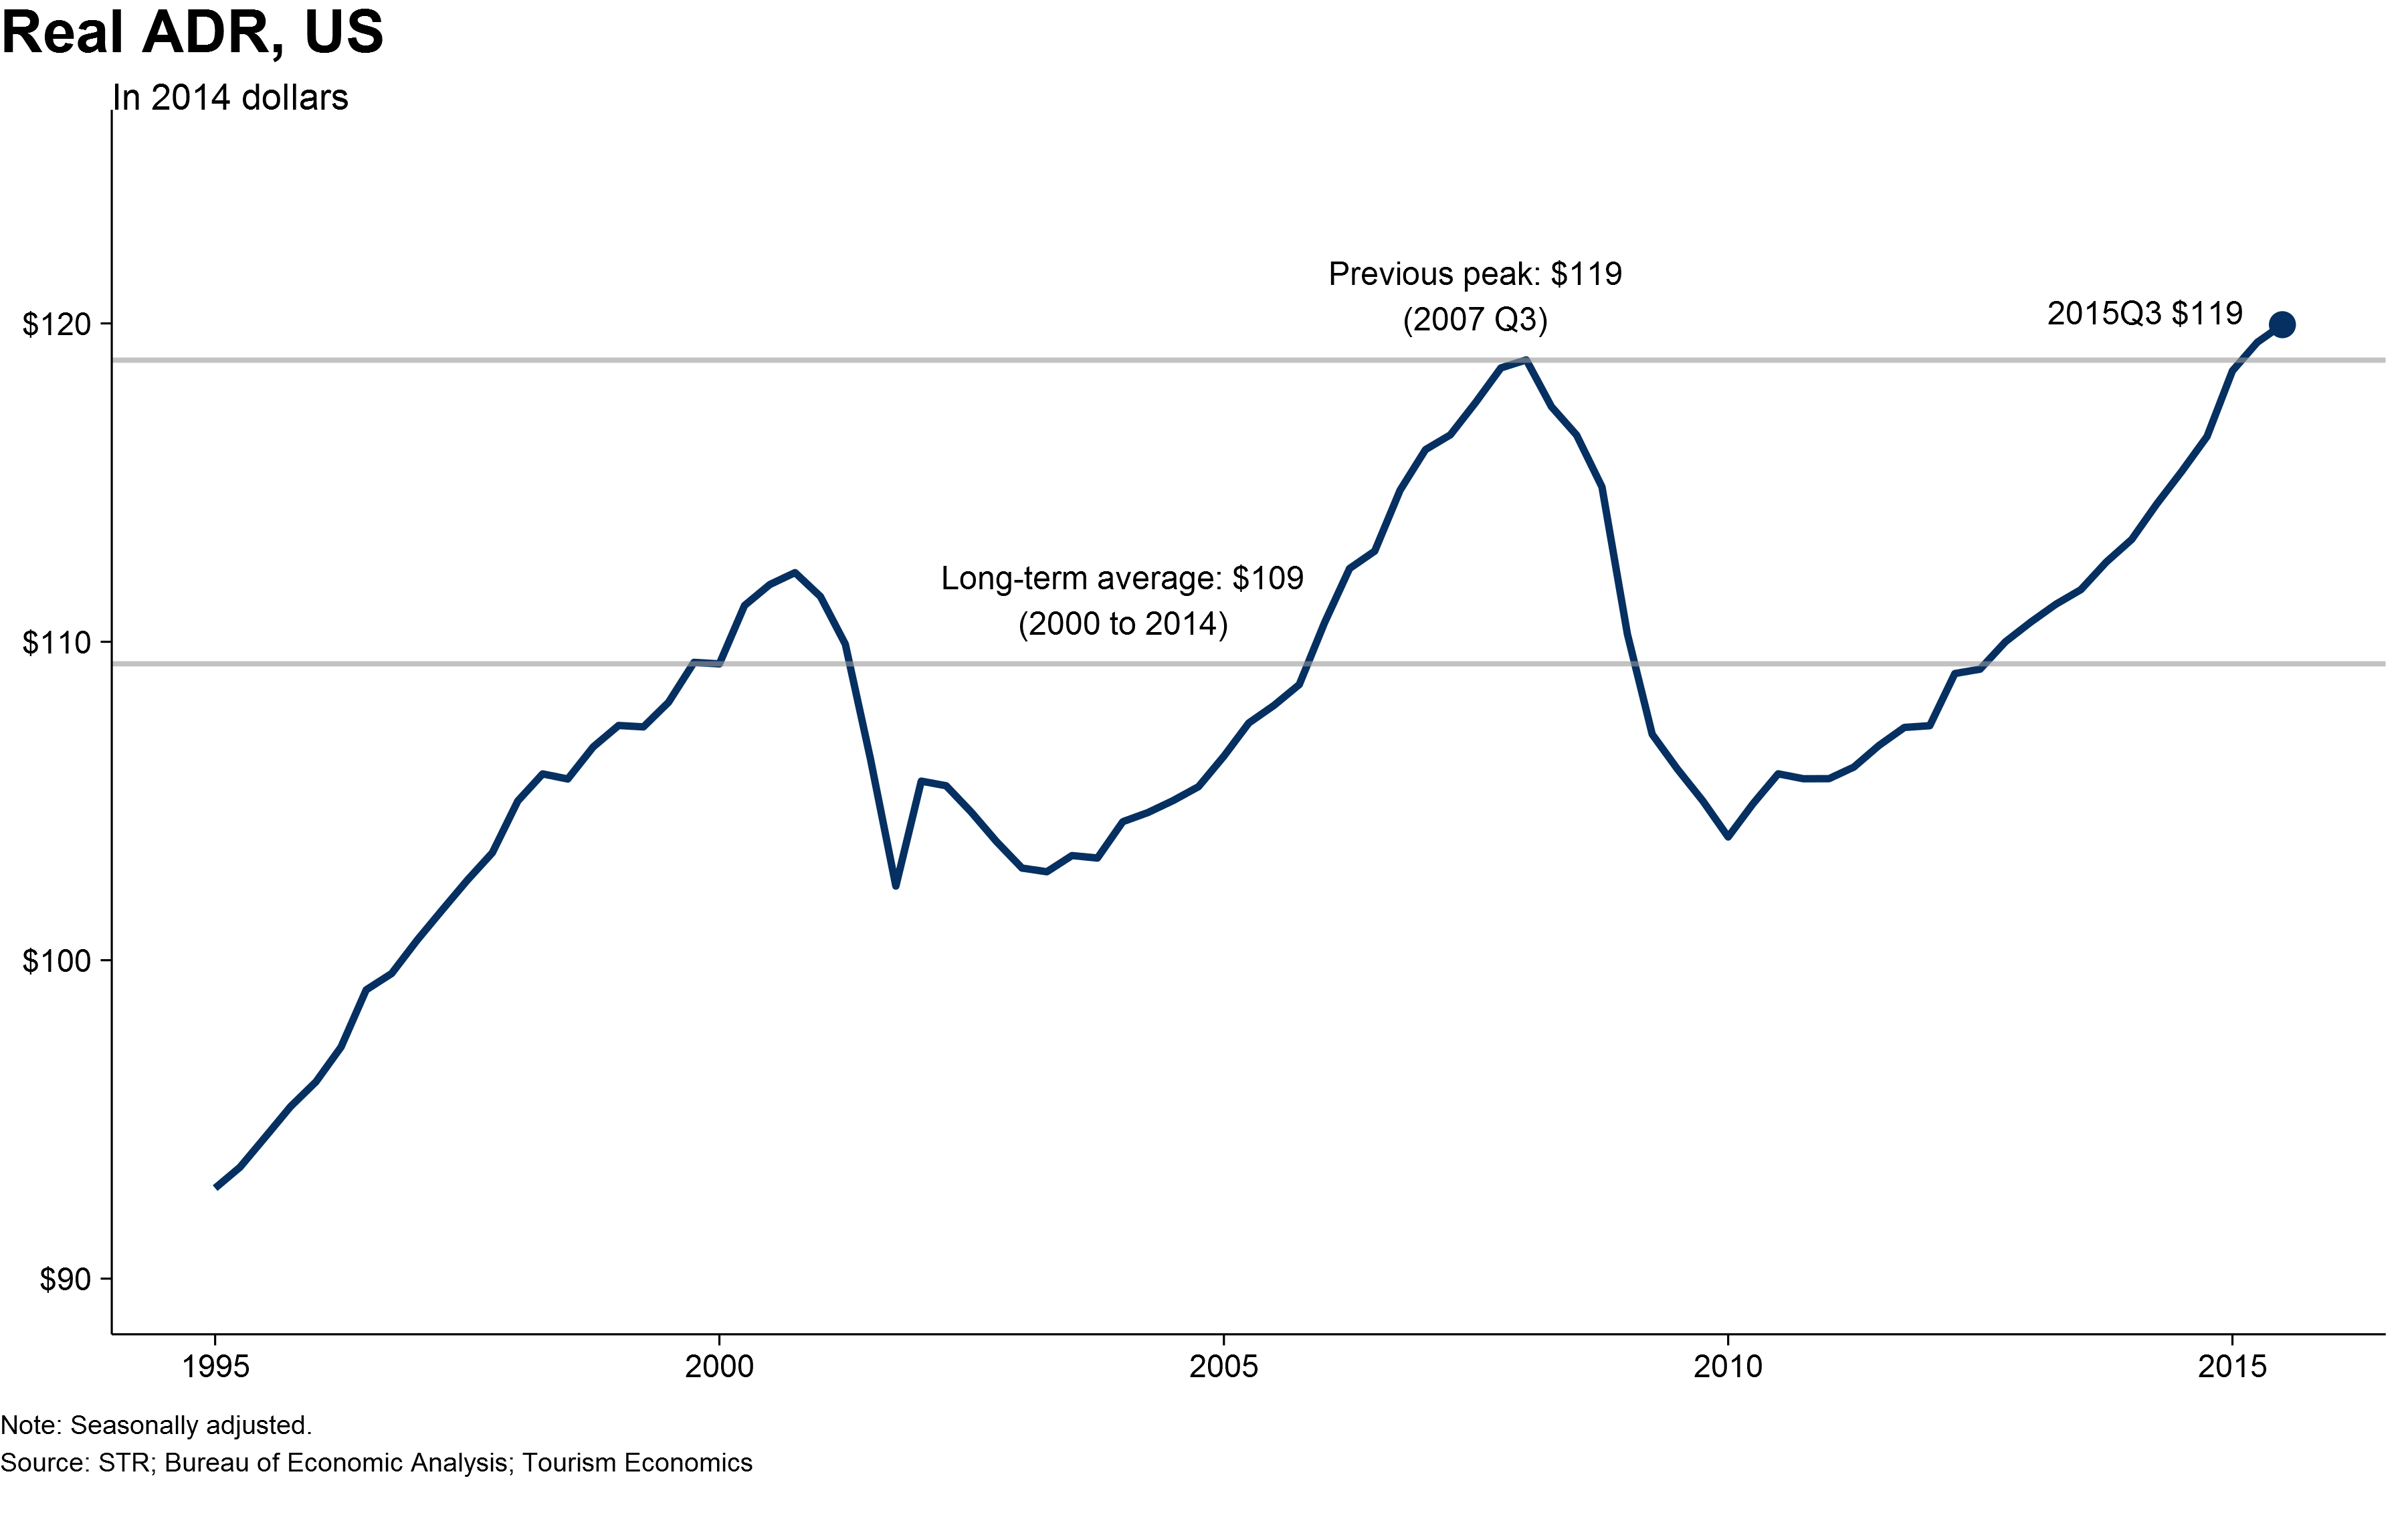 Real ADR, US
In 2014 dollars
Previous peak: $119
(2007 Q3)
2015Q3 $119
$120
Long-term average: $109
(2000 to 2014)
$110
$100
$90
1995
2000
2005
2010
2015
Note: Seasonally adjusted.
Source: STR; Bureau of Economic Analysis; Tourism Economics